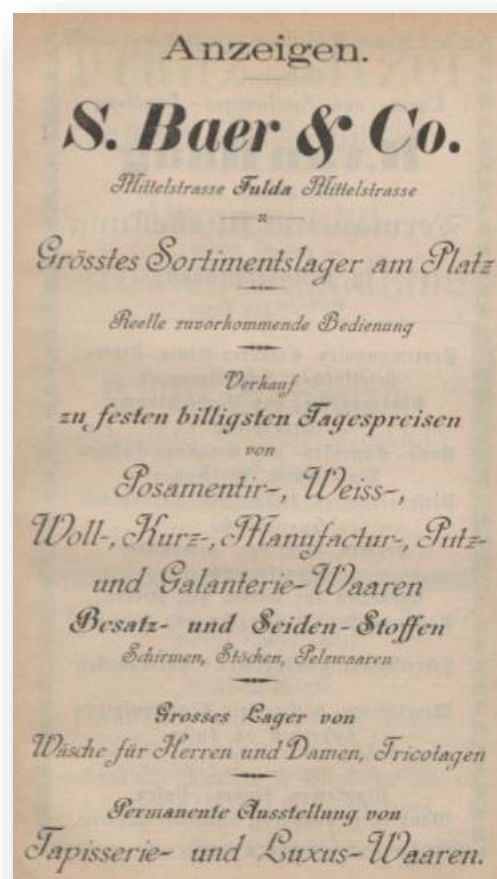 Anzeigen.
S. Baer & Co.
Mittelstrasse Fulda Mittelstrasse
Grösstes Sortimentslager am Platz
Reelle zuvorkommende Bedienung
Verkauf
zu festen billigsten Tagespreisen
von
Posamentir-, Weiss-,
Woll-, Kurz-, Manufactur-, Putz-
und Galanterie-Waaren
Besatz- und Seiden-Stoffen
Schirmen, Stöcken, Pelzwaaren
Grosses Lager von
Wäsche für Herren und Damen, Tricotagen
Permanente Ausstellung von
Tapisserie- und Luxus-Waaren.